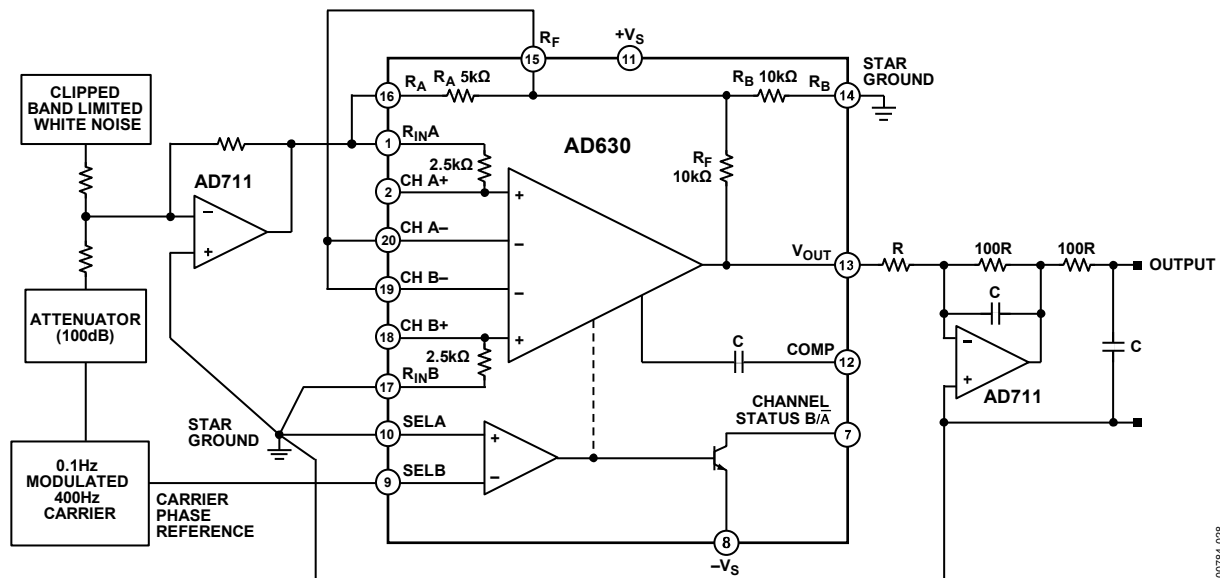 CLIPPED
BAND LIMITED
WHITE NOISE
AD711
−
+
ATTENUATOR
(100dB)
0.1Hz
MODULATED
400Hz
CARRIER
CARRIER
PHASE
REFERENCE
STAR
GROUND
R_F
15
+V_S
11
STAR
GROUND
16
R_A
R_A 5kΩ
R_B 10kΩ
R_B
14
1
R_INA
2.5kΩ
AD630
R_F
10kΩ
2
CH A+
+
20
CH A−
−
19
CH B−
−
18
CH B+
+
2.5kΩ
17
R_INB
10
SELA
+
9
SELB
−
V_OUT
13
C
COMP
12
CHANNEL
STATUS B/A̅
7
8
−V_S
R
100R
100R
OUTPUT
C
−
+
AD711
C
00784-028